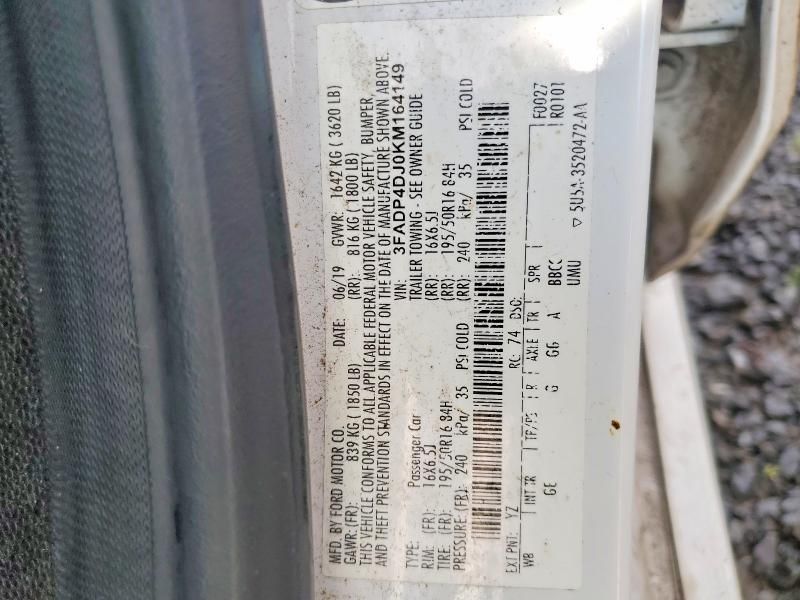 MFD. BY FORD MOTOR CO. DATE: 06/19 GVWR: 1642 KG ( 3620 LB)
GAWR: (FR): 839 KG ( 1850 LB) (RR): 816 KG ( 1800 LB)
THIS VEHICLE CONFORMS TO ALL APPLICABLE FEDERAL MOTOR VEHICLE SAFETY, BUMPER,
AND THEFT PREVENTION STANDARDS IN EFFECT ON THE DATE OF MANUFACTURE SHOWN ABOVE.
VIN: 3FADP4DJ0KM164149
TYPE: Passenger Car TRAILER TOWING - SEE OWNER GUIDE
RIM: (FR): 16X6.5J (RR): 16X6.5J
TIRE: (FR): 195/50R16 84H (RR): 195/50R16 84H
PRESSURE: (FR): 240 kPa/ 35 PSI COLD (RR): 240 kPa/ 35 PSI COLD
EXT PNT: YZ RC: 74 DSO: F0027
WB INT TR TP/PS R AXLE TR SPR R0101
GE G GG A BBCC
UMU
▽ 5U5A-3520472-AA